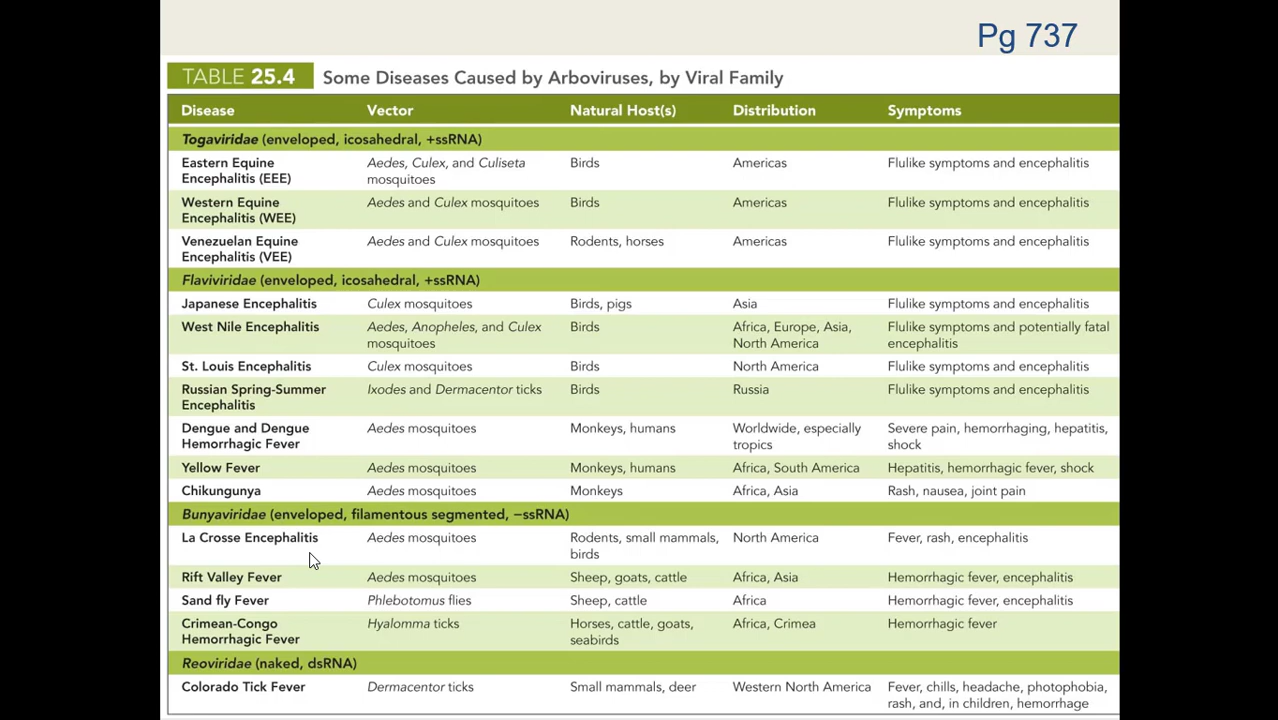 Pg 737
TABLE 25.4 Some Diseases Caused by Arboviruses, by Viral Family
Disease Vector Natural Host(s) Distribution Symptoms
Togaviridae (enveloped, icosahedral, +ssRNA)
Eastern Equine Aedes, Culex, and Culiseta Birds Americas Flulike symptoms and encephalitis
Encephalitis (EEE) mosquitoes
Western Equine Aedes and Culex mosquitoes Birds Americas Flulike symptoms and encephalitis
Encephalitis (WEE)
Venezuelan Equine Aedes and Culex mosquitoes Rodents, horses Americas Flulike symptoms and encephalitis
Encephalitis (VEE)
Flaviviridae (enveloped, icosahedral, +ssRNA)
Japanese Encephalitis Culex mosquitoes Birds, pigs Asia Flulike symptoms and encephalitis
West Nile Encephalitis Aedes, Anopheles, and Culex Birds Africa, Europe, Asia, Flulike symptoms and potentially fatal
mosquitoes North America encephalitis
St. Louis Encephalitis Culex mosquitoes Birds North America Flulike symptoms and encephalitis
Russian Spring-Summer Ixodes and Dermacentor ticks Birds Russia Flulike symptoms and encephalitis
Encephalitis
Dengue and Dengue Aedes mosquitoes Monkeys, humans Worldwide, especially Severe pain, hemorrhaging, hepatitis,
Hemorrhagic Fever tropics shock
Yellow Fever Aedes mosquitoes Monkeys, humans Africa, South America Hepatitis, hemorrhagic fever, shock
Chikungunya Aedes mosquitoes Monkeys Africa, Asia Rash, nausea, joint pain
Bunyaviridae (enveloped, filamentous segmented, −ssRNA)
La Crosse Encephalitis Aedes mosquitoes Rodents, small mammals, North America Fever, rash, encephalitis
birds
Rift Valley Fever Aedes mosquitoes Sheep, goats, cattle Africa, Asia Hemorrhagic fever, encephalitis
Sand fly Fever Phlebotomus flies Sheep, cattle Africa Hemorrhagic fever, encephalitis
Crimean-Congo Hyalomma ticks Horses, cattle, goats, Africa, Crimea Hemorrhagic fever
Hemorrhagic Fever seabirds
Reoviridae (naked, dsRNA)
Colorado Tick Fever Dermacentor ticks Small mammals, deer Western North America Fever, chills, headache, photophobia,
rash, and, in children, hemorrhage